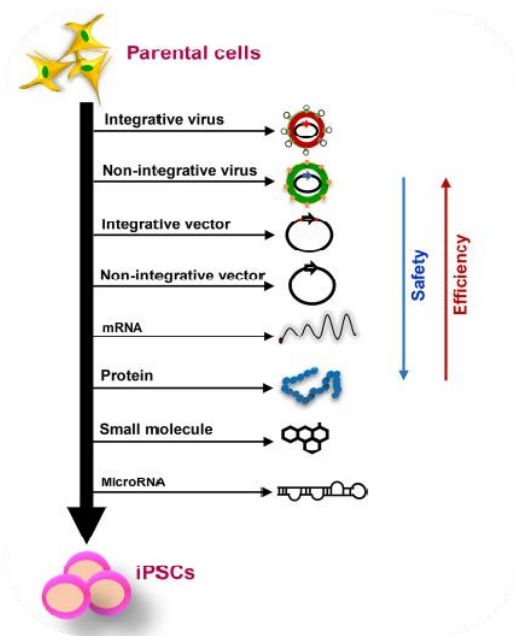 Parental cells
Integrative virus
Non-integrative virus
Integrative vector
Non-integrative vector
mRNA
Protein
Small molecule
MicroRNA
Safety
Efficiency
iPSCs